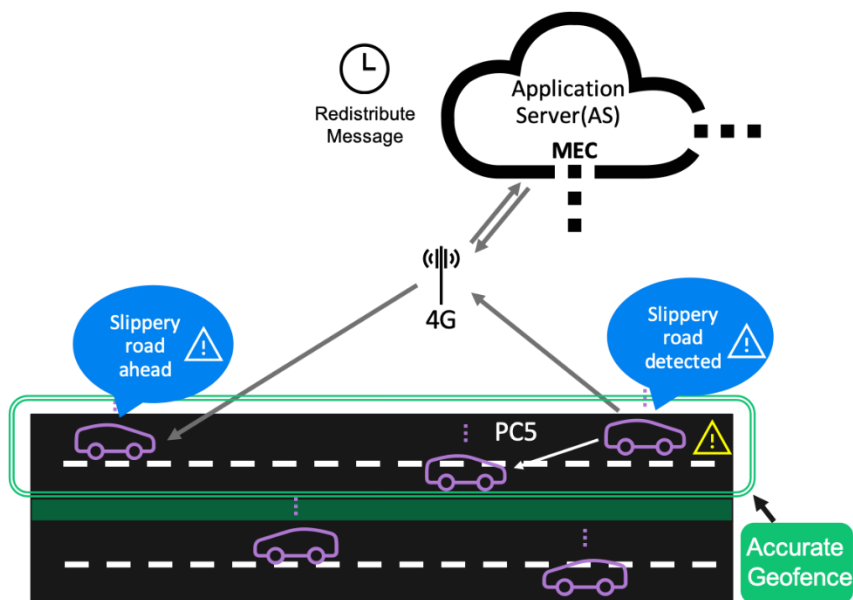 Application
Server(AS)
MEC
Redistribute
Message
4G
Slippery
road
ahead
Slippery
road
detected
PC5
Accurate
Geofence